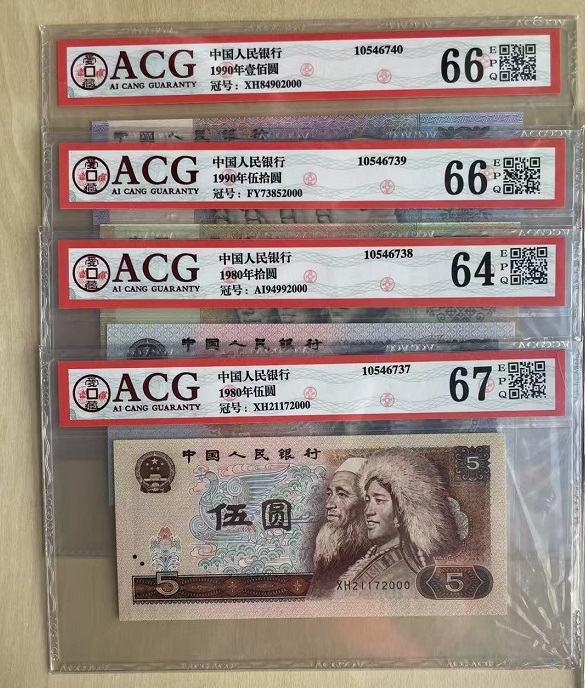 ACG
AI CANG GUARANTY
中国人民银行
1990年壹佰圆
冠号：XH84902000
10546740
66
EPQ
ACG
AI CANG GUARANTY
中国人民银行
1990年伍拾圆
冠号：FY73852000
10546739
66
EPQ
ACG
AI CANG GUARANTY
中国人民银行
1980年拾圆
冠号：AI94992000
10546738
64
EPQ
中国人民银行
ACG
AI CANG GUARANTY
中国人民银行
1980年伍圆
冠号：XH21172000
10546737
67
EPQ
中国人民银行
5
伍圆
5
XH21172000
5